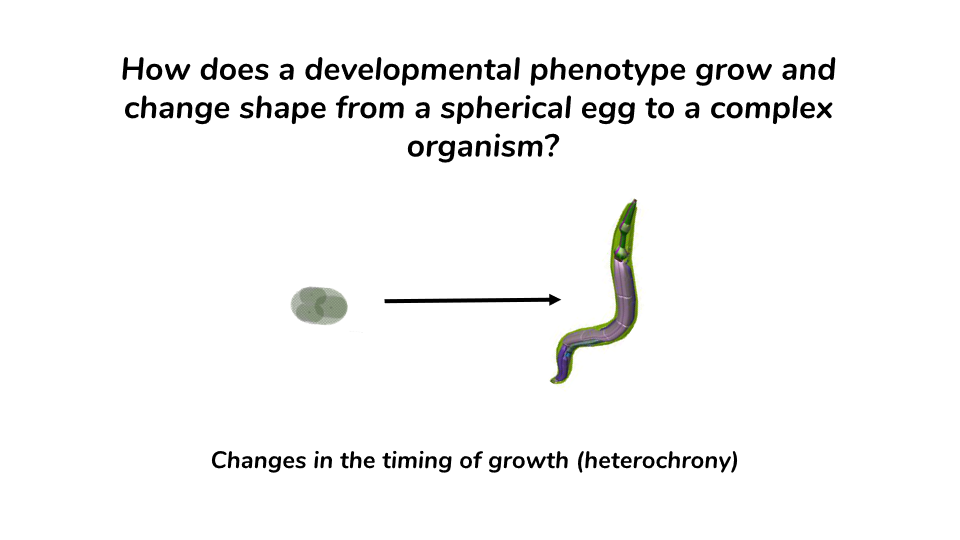 How does a developmental phenotype grow and
change shape from a spherical egg to a complex
organism?
Changes in the timing of growth (heterochrony)